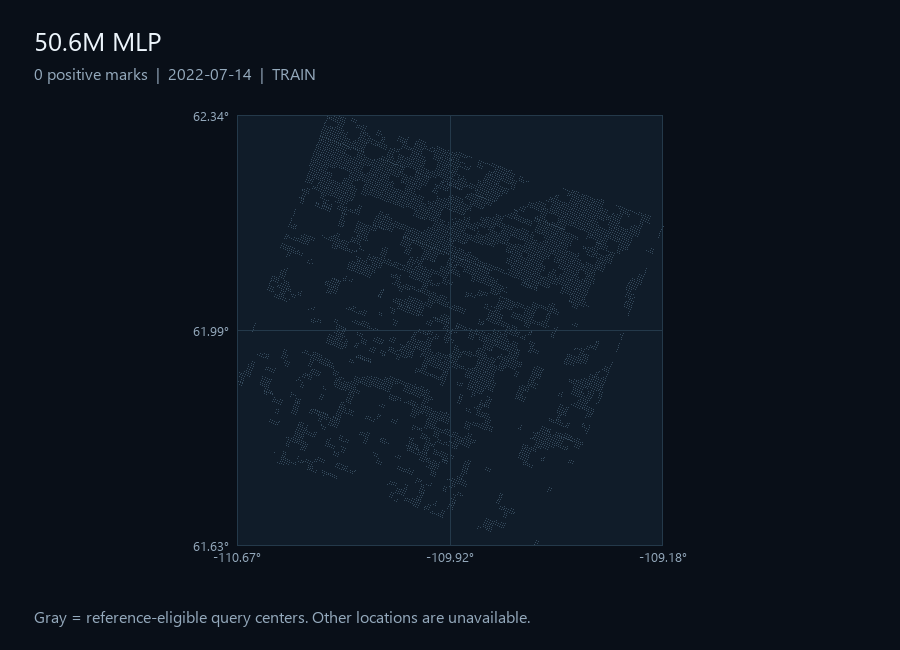 50.6M MLP
0 positive marks | 2022-07-14 | TRAIN
62.34°
61.99°
61.63°
-110.67°
-109.92°
-109.18°
Gray = reference-eligible query centers. Other locations are unavailable.